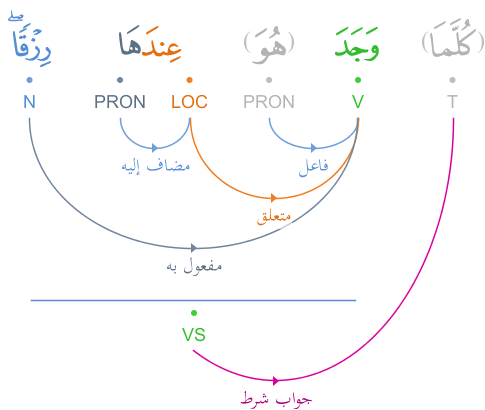 (كُلَّمَا) وَجَدَ (هُوَ) عِندَهَا رِزْقًا ۖ
T V PRON LOC PRON N
فاعل مضاف إليه
متعلق
مفعول به
VS
جواب شرط